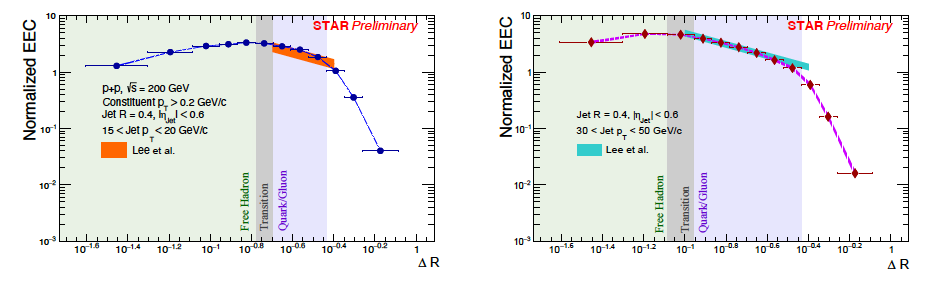 STAR Preliminary
Normalized EEC
10
1
10⁻¹
10⁻²
10⁻³
p+p, √s = 200 GeV
Constituent p_T > 0.2 GeV/c
Jet R = 0.4, |η_Jet| < 0.6
15 < Jet p_T < 20 GeV/c
Lee et al.
Free Hadron
Transition
Quark/Gluon
10⁻¹·⁶ 10⁻¹·⁴ 10⁻¹·² 10⁻¹ 10⁻⁰·⁸ 10⁻⁰·⁶ 10⁻⁰·⁴ 10⁻⁰·² 1
Δ R
STAR Preliminary
Normalized EEC
10
1
10⁻¹
10⁻²
10⁻³
Jet R = 0.4, |η_Jet| < 0.6
30 < Jet p_T < 50 GeV/c
Lee et al.
Free Hadron
Transition
Quark/Gluon
10⁻¹·⁶ 10⁻¹·⁴ 10⁻¹·² 10⁻¹ 10⁻⁰·⁸ 10⁻⁰·⁶ 10⁻⁰·⁴ 10⁻⁰·² 1
Δ R